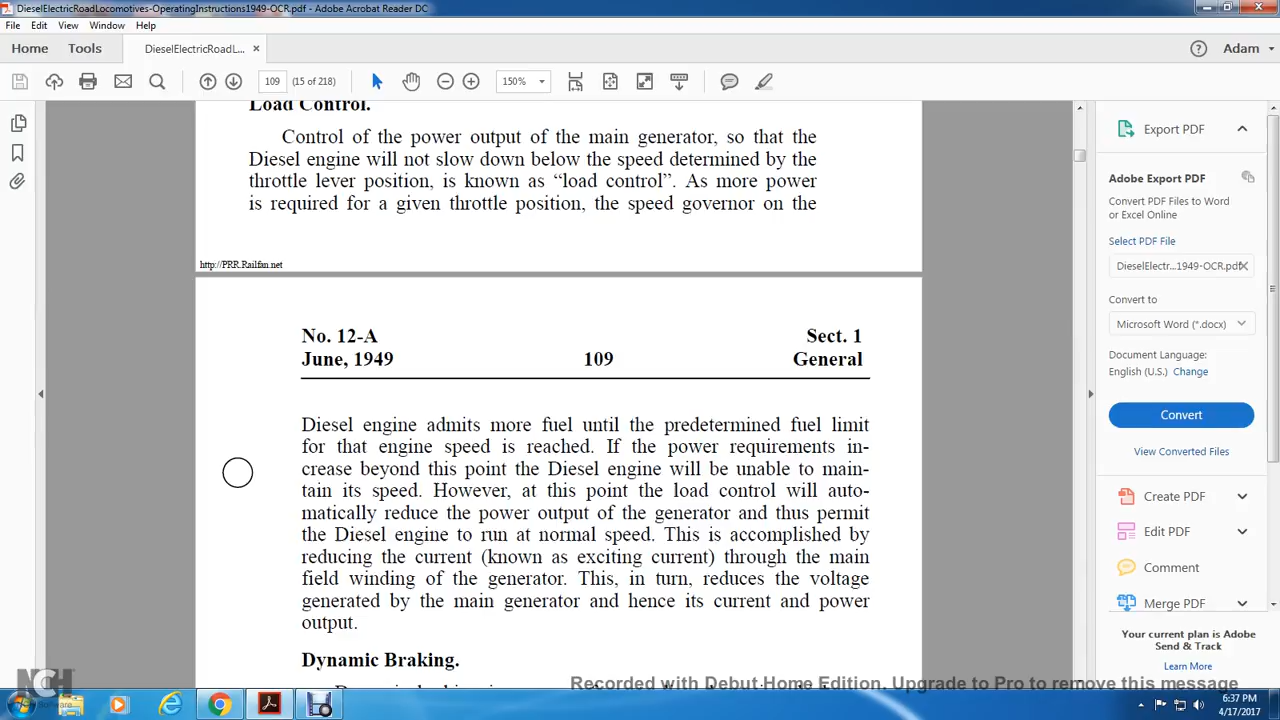 DieselElectricRoadLocomotives-OperatingInstructions1949-OCR.pdf - Adobe Acrobat Reader DC
File Edit View Window Help
Home Tools DieselElectricRoadL... × Adam
109 (15 of 218) 150%
Load Control.
Control of the power output of the main generator, so that the
Diesel engine will not slow down below the speed determined by the
throttle lever position, is known as “load control”. As more power
is required for a given throttle position, the speed governor on the
http://PRR.Railfan.net
No. 12-A Sect. 1
June, 1949 109 General
Diesel engine admits more fuel until the predetermined fuel limit
for that engine speed is reached. If the power requirements in-
crease beyond this point the Diesel engine will be unable to main-
tain its speed. However, at this point the load control will auto-
matically reduce the power output of the generator and thus permit
the Diesel engine to run at normal speed. This is accomplished by
reducing the current (known as exciting current) through the main
field winding of the generator. This, in turn, reduces the voltage
generated by the main generator and hence its current and power
output.
Dynamic Braking.
Export PDF
Adobe Export PDF
Convert PDF Files to Word
or Excel Online
Select PDF File
DieselElectr...1949-OCR.pdf
Convert to
Microsoft Word (*.docx)
Document Language:
English (U.S.) Change
Convert
View Converted Files
Create PDF
Edit PDF
Comment
Merge PDF
Your current plan is Adobe
Send & Track
Learn More
NCH
Software
Recorded with Debut Home Edition. Upgrade to Pro to remove this message
6:37 PM
4/17/2017